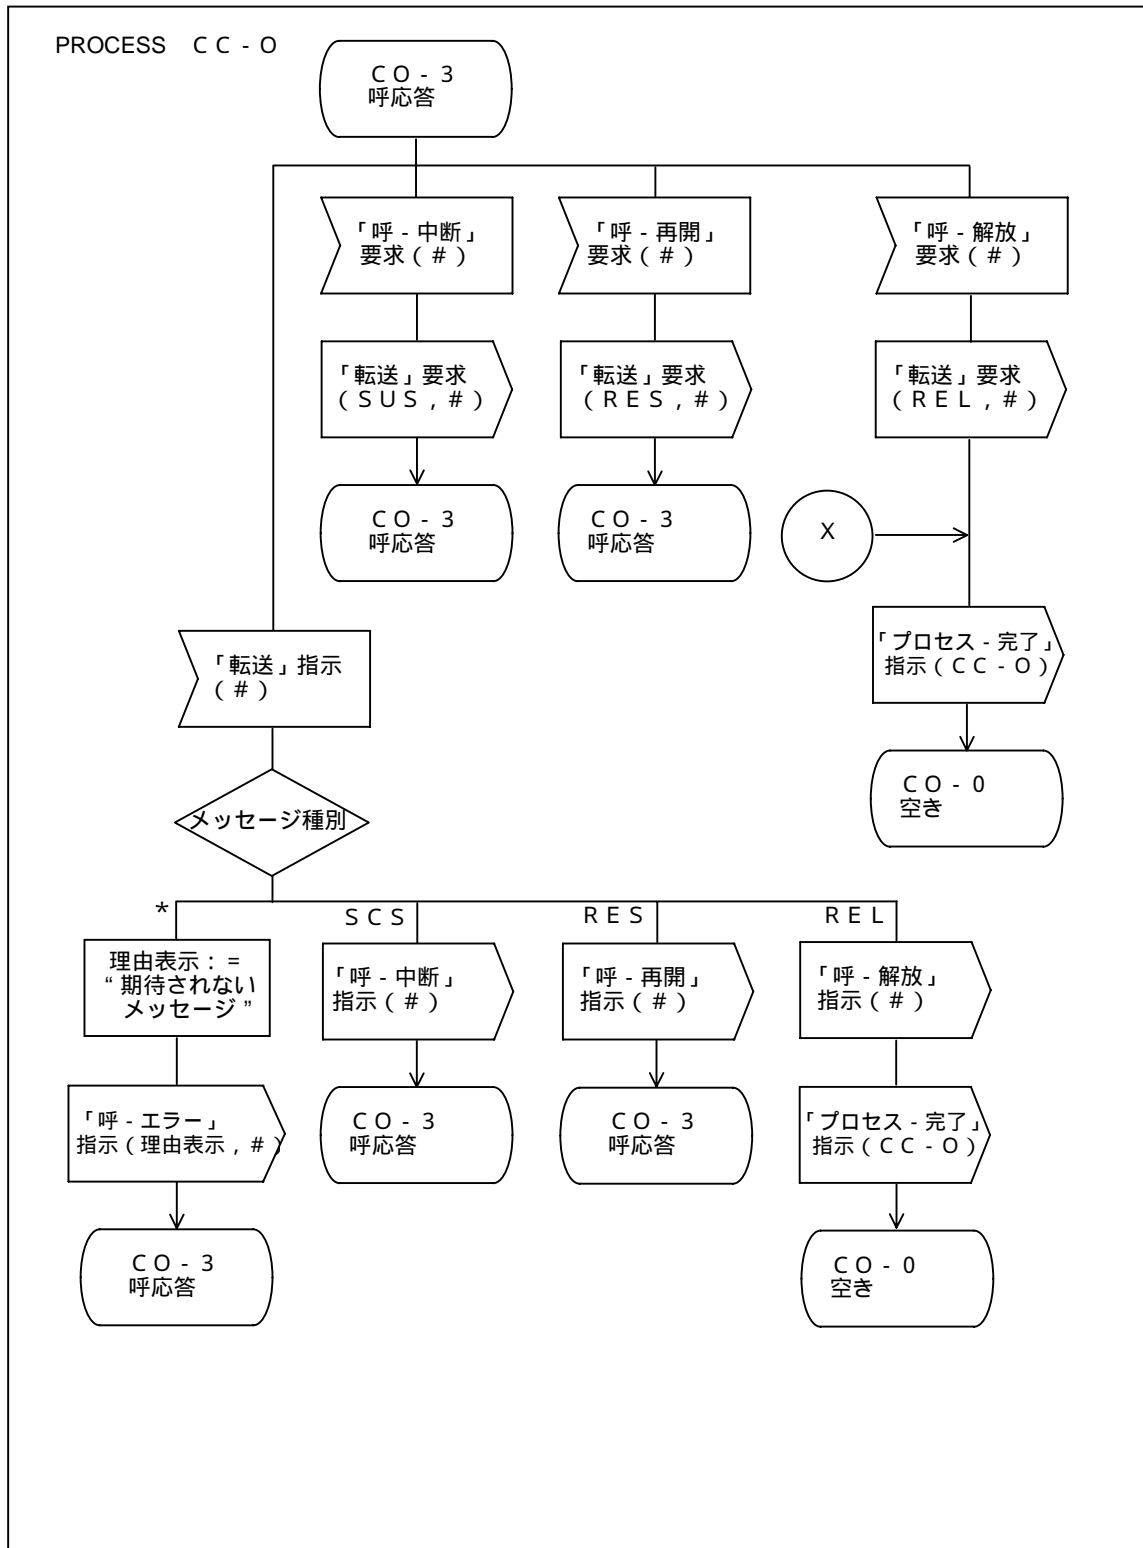 PROCESS ＣＣ‐Ｏ
ＣＯ‐３
呼応答
「呼‐中断」
要求（＃）
「呼‐再開」
要求（＃）
「呼‐解放」
要求（＃）
「転送」要求
（ＳＵＳ，＃）
「転送」要求
（ＲＥＳ，＃）
「転送」要求
（ＲＥＬ，＃）
ＣＯ‐３
呼応答
ＣＯ‐３
呼応答
X
「プロセス‐完了」
指示（ＣＣ‐Ｏ）
ＣＯ‐０
空き
「転送」指示
（＃）
メッセージ種別
*
ＳＣＳ
ＲＥＳ
ＲＥＬ
理由表示：＝
“期待されない
メッセージ”
「呼‐中断」
指示（＃）
「呼‐再開」
指示（＃）
「呼‐解放」
指示（＃）
「呼‐エラー」
指示（理由表示，＃）
ＣＯ‐３
呼応答
ＣＯ‐３
呼応答
「プロセス‐完了」
指示（ＣＣ‐Ｏ）
ＣＯ‐３
呼応答
ＣＯ‐０
空き